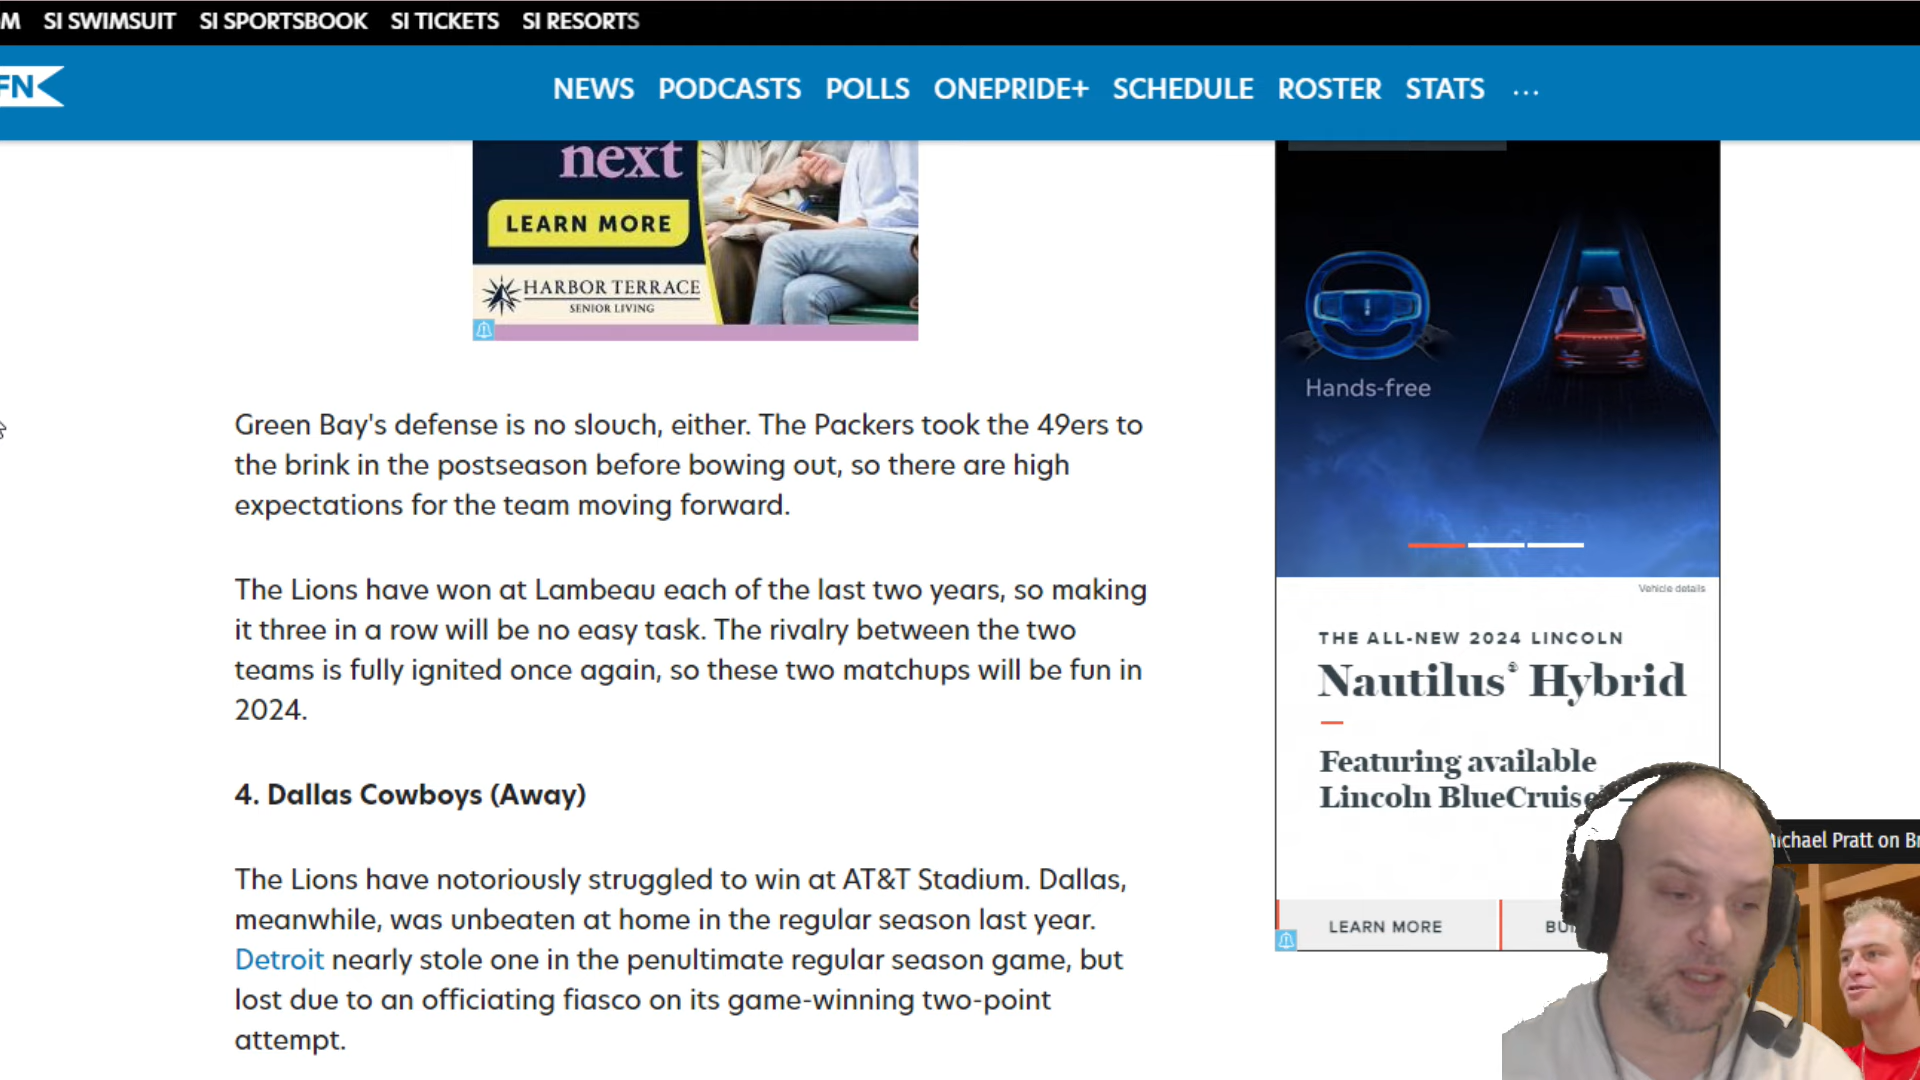 M SI SWIMSUIT SI SPORTSBOOK SI TICKETS SI RESORTS
FN
NEWS PODCASTS POLLS ONEPRIDE+ SCHEDULE ROSTER STATS ...
next
LEARN MORE
HARBOR TERRACE
SENIOR LIVING
Green Bay's defense is no slouch, either. The Packers took the 49ers to
the brink in the postseason before bowing out, so there are high
expectations for the team moving forward.
The Lions have won at Lambeau each of the last two years, so making
it three in a row will be no easy task. The rivalry between the two
teams is fully ignited once again, so these two matchups will be fun in
2024.
4. Dallas Cowboys (Away)
The Lions have notoriously struggled to win at AT&T Stadium. Dallas,
meanwhile, was unbeaten at home in the regular season last year.
Detroit nearly stole one in the penultimate regular season game, but
lost due to an officiating fiasco on its game-winning two-point
attempt.
Hands-free
Vehicle details
THE ALL-NEW 2024 LINCOLN
Nautilus® Hybrid
Featuring available
Lincoln BlueCruise
LEARN MORE
BU
Michael Pratt on Br